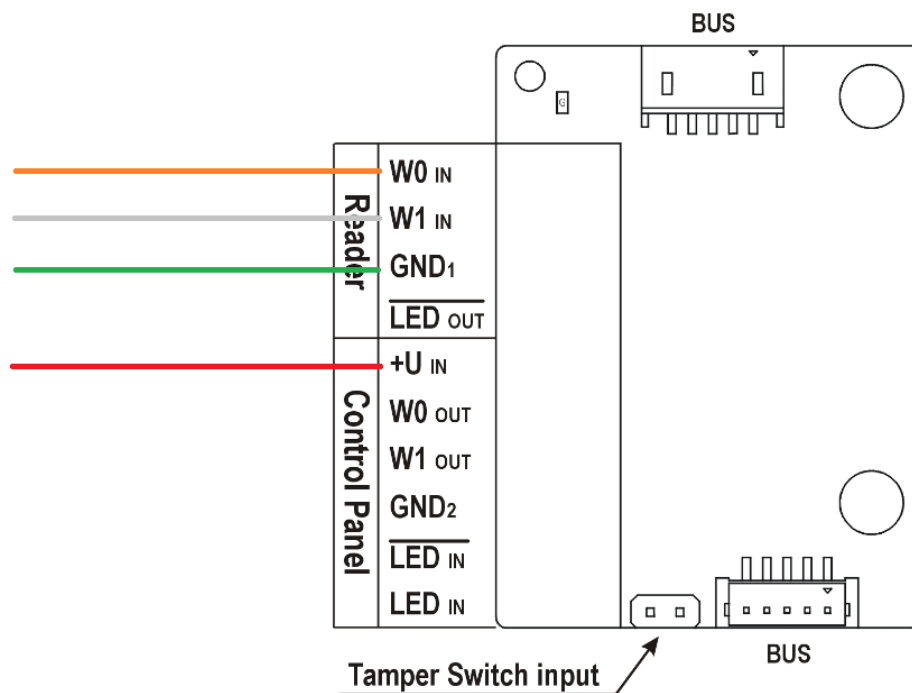 BUS
G
Reader
W0 IN
W1 IN
GND1
LED OUT
Control Panel
+U IN
W0 OUT
W1 OUT
GND2
LED IN
LED IN
Tamper Switch input
BUS